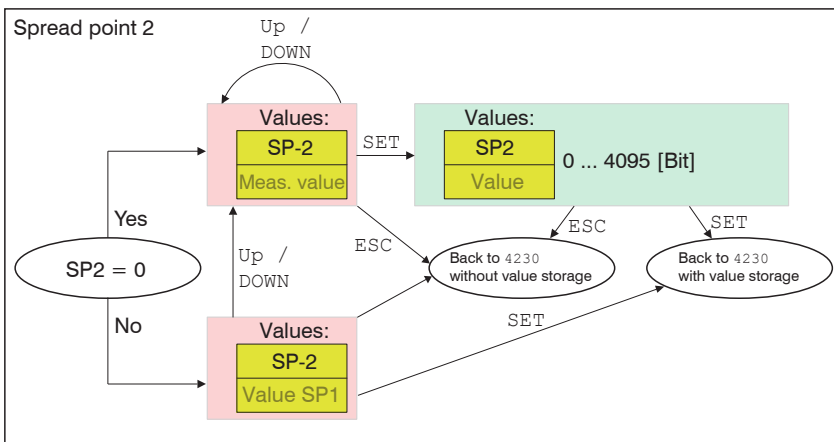 Spread point 2
Up /
DOWN
Values:
SP-2
Meas. value
SET
Values:
SP2
Value
0 ... 4095 [Bit]
Yes
SP2 = 0
No
Up /
DOWN
ESC
ESC
SET
Back to 4230
without value storage
Back to 4230
with value storage
Values:
SP-2
Value SP1
SET